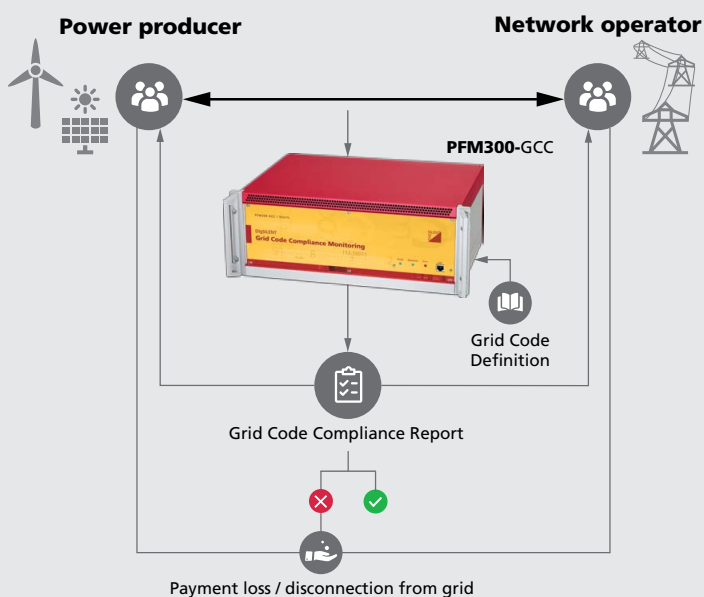 Power producer
Network operator
PFM300-GCC
DIgSILENT
Grid Code Compliance Monitoring
Grid Code
Definition
Grid Code Compliance Report
Payment loss / disconnection from grid